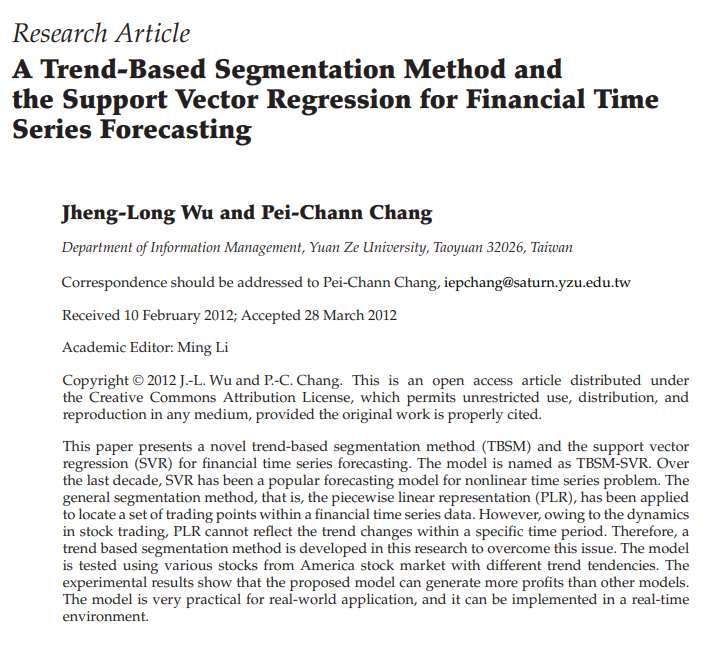 Research Article
A Trend-Based Segmentation Method and
the Support Vector Regression for Financial Time
Series Forecasting
Jheng-Long Wu and Pei-Chann Chang
Department of Information Management, Yuan Ze University, Taoyuan 32026, Taiwan
Correspondence should be addressed to Pei-Chann Chang, iepchang@saturn.yzu.edu.tw
Received 10 February 2012; Accepted 28 March 2012
Academic Editor: Ming Li
Copyright © 2012 J.-L. Wu and P.-C. Chang. This is an open access article distributed under
the Creative Commons Attribution License, which permits unrestricted use, distribution, and
reproduction in any medium, provided the original work is properly cited.
This paper presents a novel trend-based segmentation method (TBSM) and the support vector
regression (SVR) for financial time series forecasting. The model is named as TBSM-SVR. Over
the last decade, SVR has been a popular forecasting model for nonlinear time series problem. The
general segmentation method, that is, the piecewise linear representation (PLR), has been applied
to locate a set of trading points within a financial time series data. However, owing to the dynamics
in stock trading, PLR cannot reflect the trend changes within a specific time period. Therefore, a
trend based segmentation method is developed in this research to overcome this issue. The model
is tested using various stocks from America stock market with different trend tendencies. The
experimental results show that the proposed model can generate more profits than other models.
The model is very practical for real-world application, and it can be implemented in a real-time
environment.